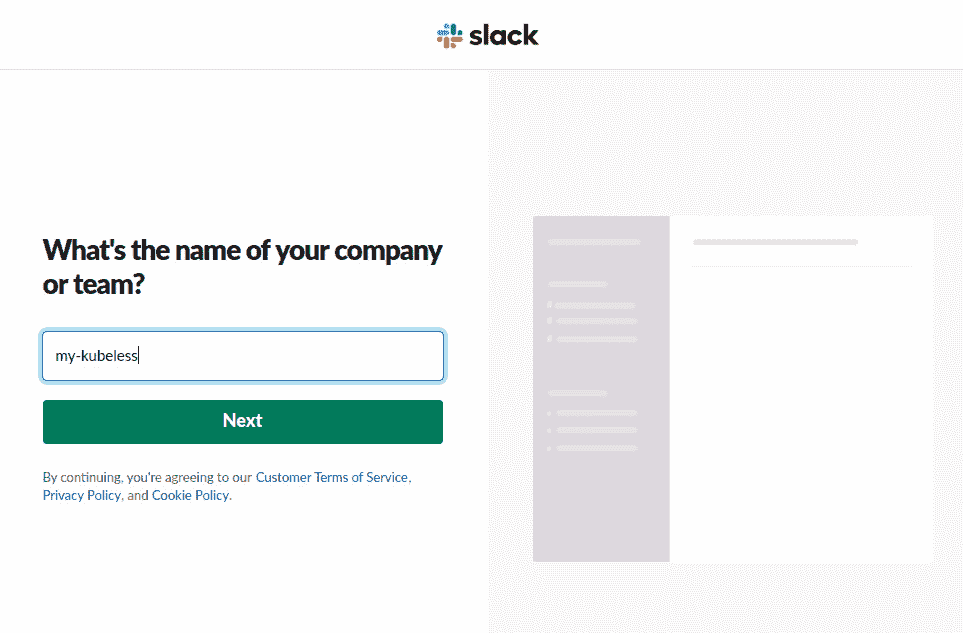 slack
What's the name of your company
or team?
my-kubeless
Next
By continuing, you're agreeing to our Customer Terms of Service,
Privacy Policy, and Cookie Policy.